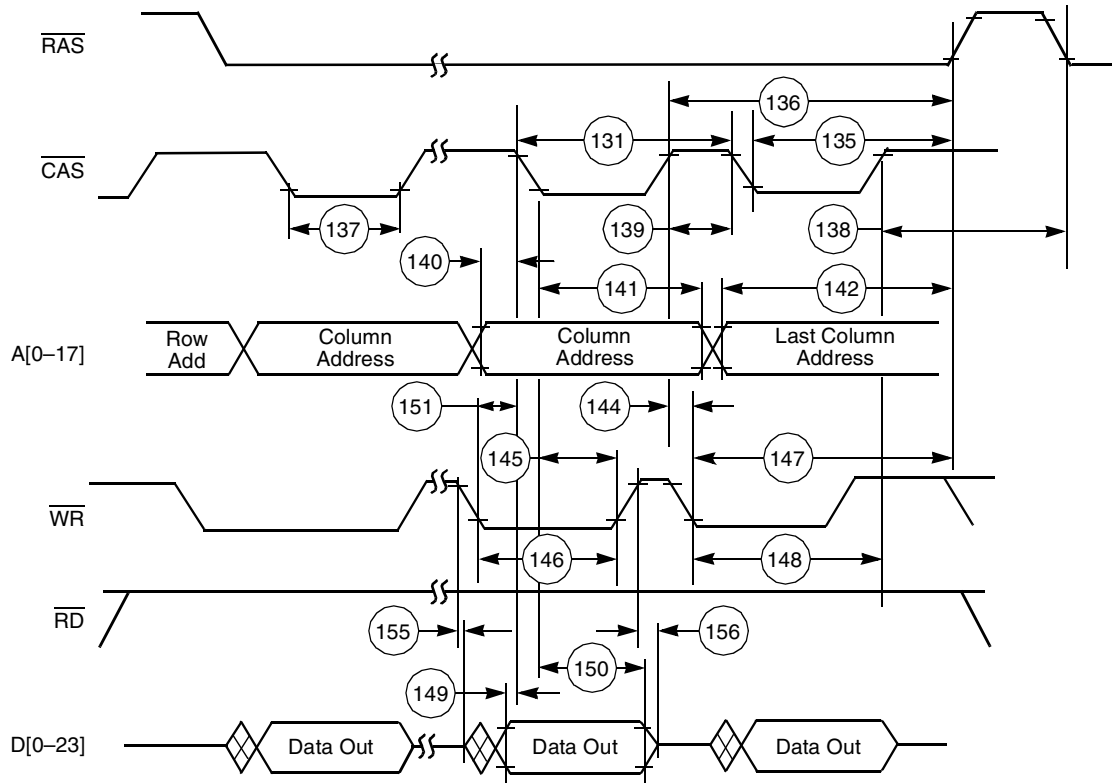 RAS
136
131
135
CAS
137
139
138
140
141
142
A[0–17]
Row
Add
Column
Address
Column
Address
Last Column
Address
151
144
145
147
WR
146
148
RD
155
156
150
149
D[0–23]
Data Out
Data Out
Data Out